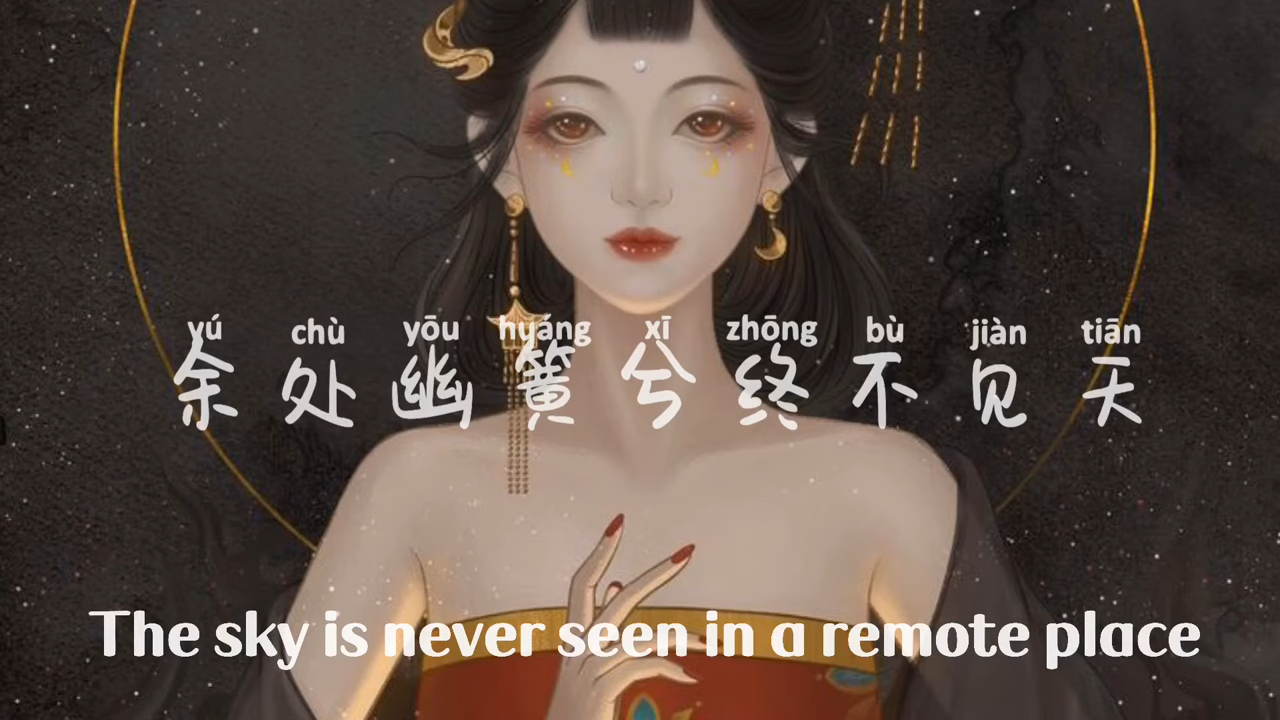 yú chù yōu huáng xī zhōng bù jiàn tiān
余处幽簧兮终不见天
The sky is never seen in a remote place